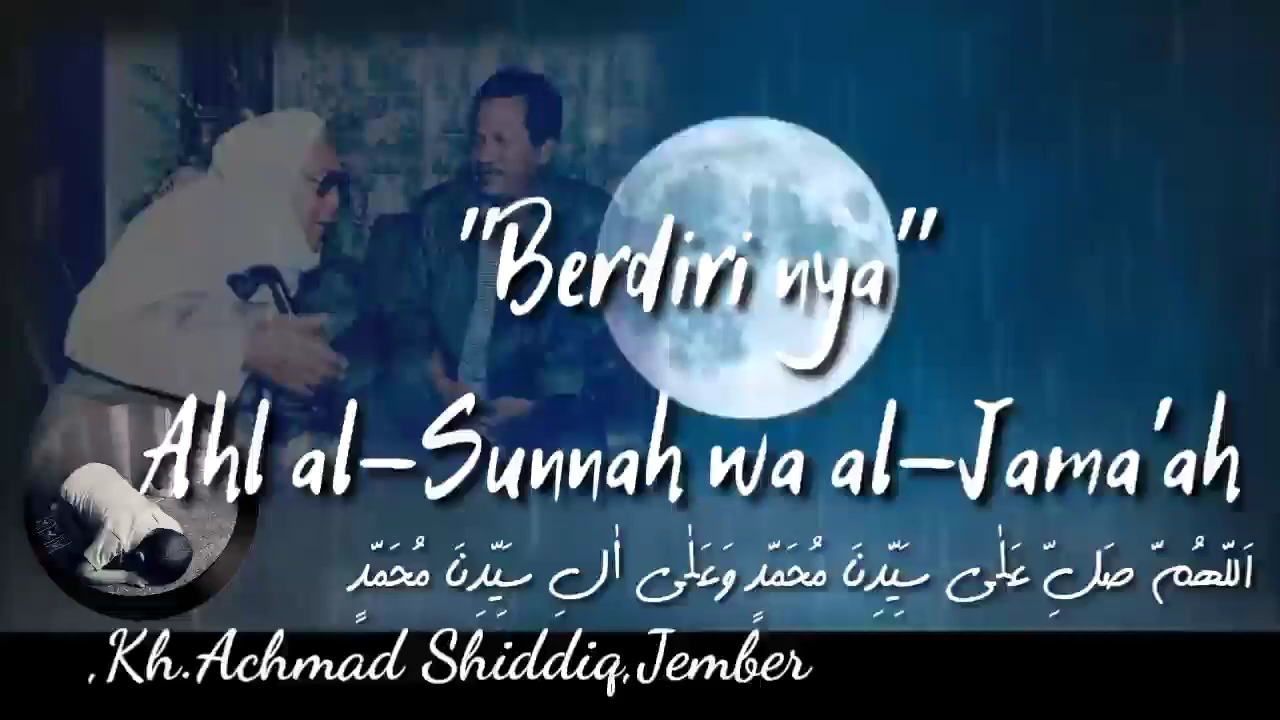 "Berdiri nya"
Ahl al-Sunnah wa al-Jama'ah
اَللّٰهُمَّ صَلِّ عَلٰى سَيِّدِنَ مُحَمَّدٍ وَعَلٰى اٰلِ سَيِّدِنَ مُحَمَّدٍ
,Kh.Achmad Shiddiq,Jember